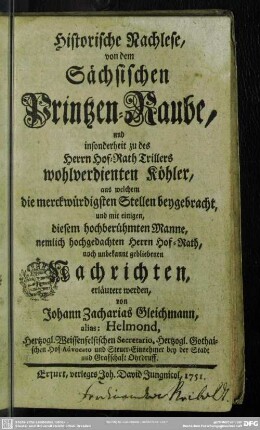 Historische Nachlese,
von dem
Sächsischen
Printzen-Raube,
und
insonderheit zu des
Herrn Hof-Rath Trillers
wohlverdienten Köhler,
aus welchem
die merckwürdigsten Stellen beygebracht,
und mit einigen,
diesem hochberühmten Manne,
nemlich hochgedachten Herrn Hof-Rath,
noch unbekannt gebliebenen
Nachrichten,
erläutert werden,
von
Johann Zacharias Gleichmann,
alias: Helmond,
Hertzogl. Weissenfelsischen Secretario, Hertzogl. Gothai-
schen Hof-Advocato und Steuer-Einnehmer bey der Stadt
und Grafschafft Ohrdruff.
Erfurt, verlegts Joh. David Jungnicol, 1751.
DFG